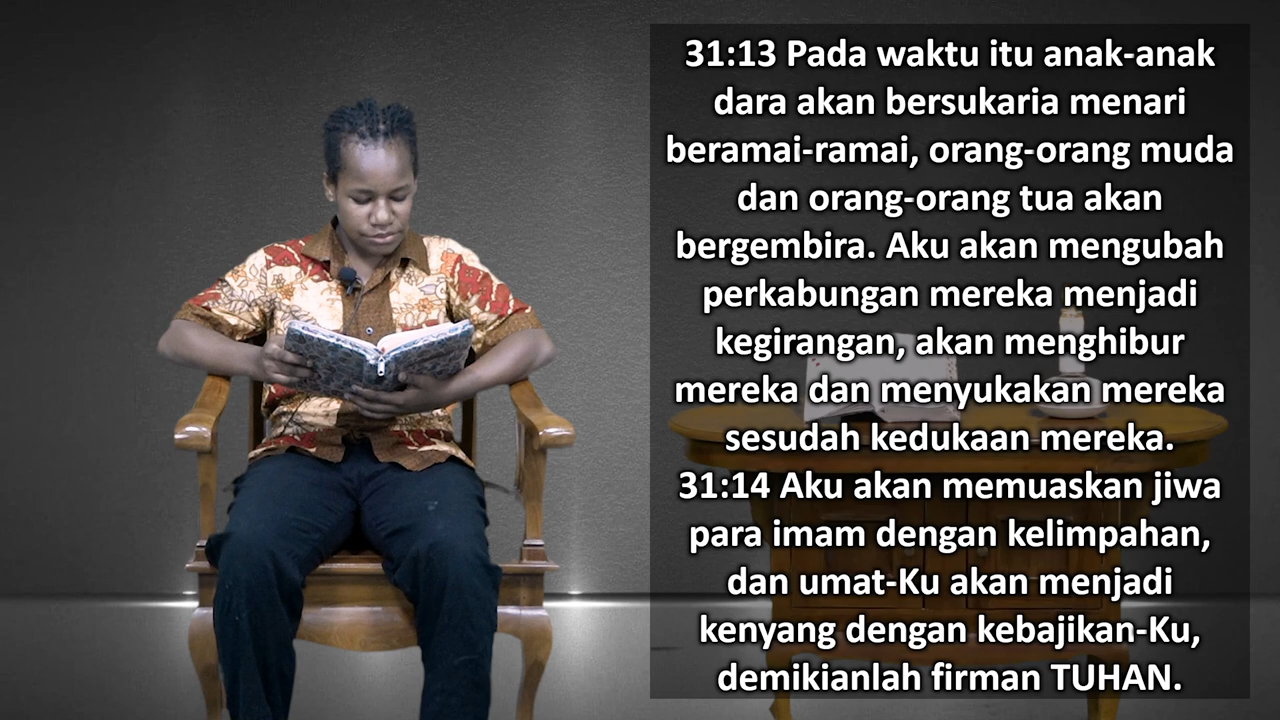 31:13 Pada waktu itu anak-anak
dara akan bersukaria menari
beramai-ramai, orang-orang muda
dan orang-orang tua akan
bergembira. Aku akan mengubah
perkabungan mereka menjadi
kegirangan, akan menghibur
mereka dan menyukakan mereka
sesudah kedukaan mereka.
31:14 Aku akan memuaskan jiwa
para imam dengan kelimpahan,
dan umat-Ku akan menjadi
kenyang dengan kebajikan-Ku,
demikianlah firman TUHAN.